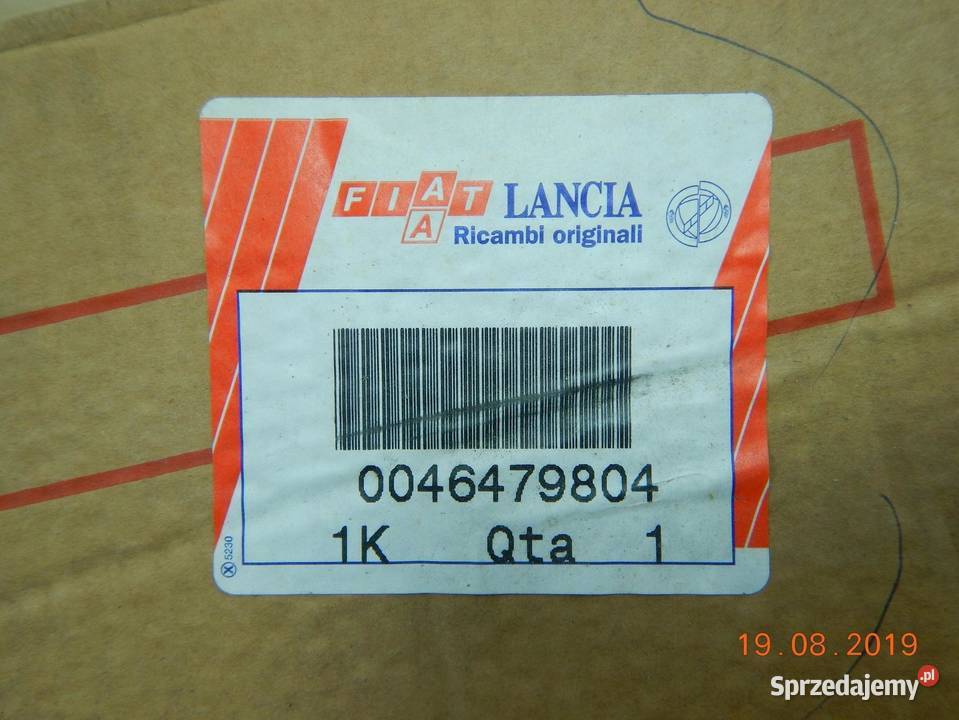 FIAT LANCIA
A
Ricambi originali
0046479804
1K Qta 1
5230
19.08.2019
Sprzedajemy.pl